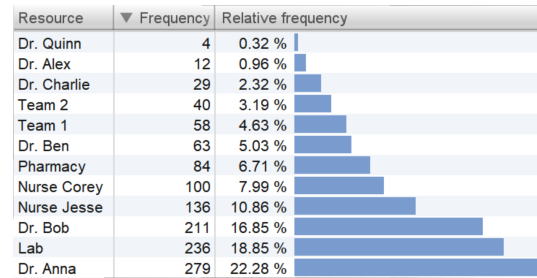 Resource ▼ Frequency Relative frequency
Dr. Quinn 4 0.32 %
Dr. Alex 12 0.96 %
Dr. Charlie 29 2.32 %
Team 2 40 3.19 %
Team 1 58 4.63 %
Dr. Ben 63 5.03 %
Pharmacy 84 6.71 %
Nurse Corey 100 7.99 %
Nurse Jesse 136 10.86 %
Dr. Bob 211 16.85 %
Lab 236 18.85 %
Dr. Anna 279 22.28 %